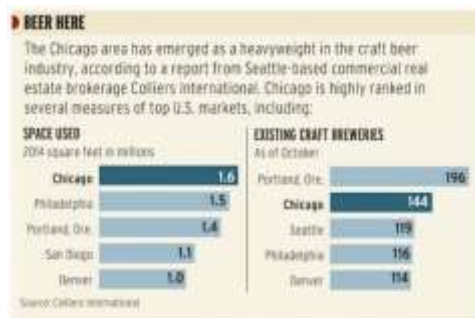 BEER HERE
The Chicago area has emerged as a heavyweight in the craft beer
industry, according to a report from Seattle-based commercial real
estate brokerage Colliers International. Chicago is highly ranked in
several measures of top U.S. markets, including:
SPACE USED
2014 square feet in millions
Chicago 1.6
Philadelphia 1.5
Portland, Ore. 1.4
San Diego 1.1
Denver 1.0
EXISTING CRAFT BREWERIES
As of October
Portland, Ore. 196
Chicago 144
Seattle 119
Philadelphia 116
Denver 114
Source: Colliers International